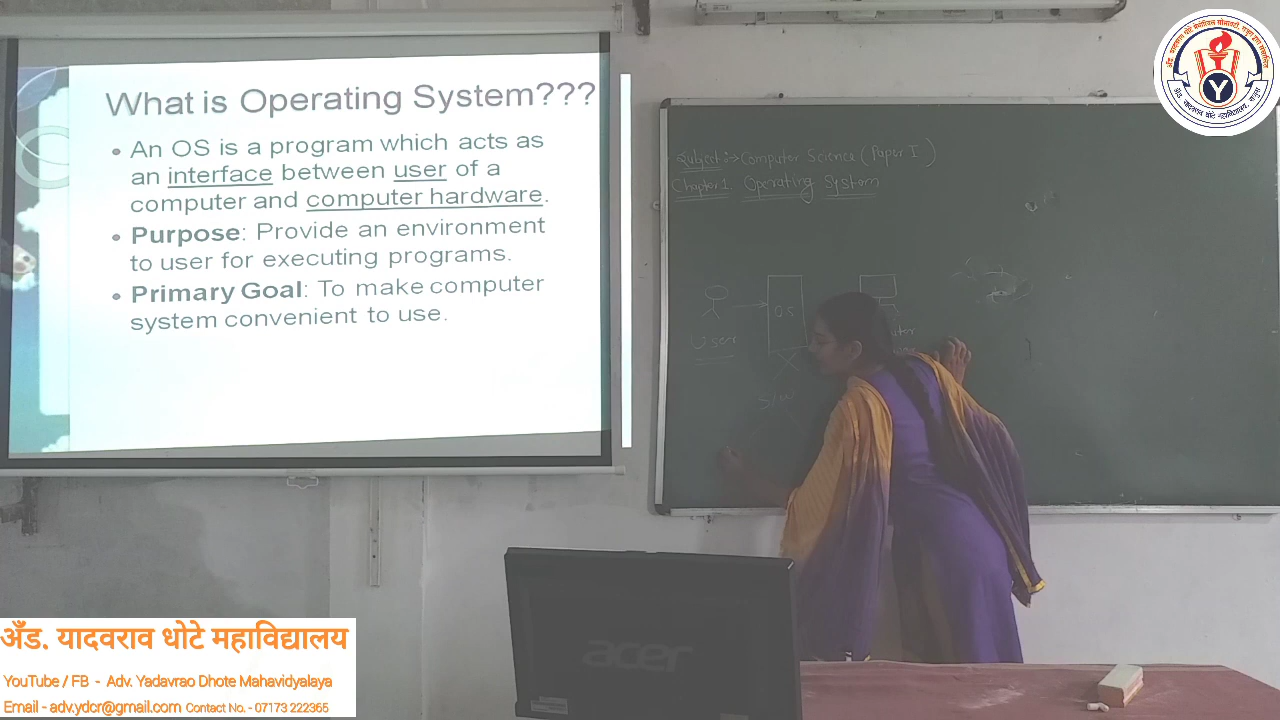 What is Operating System???
• An OS is a program which acts as
an interface between user of a
computer and computer hardware.
• Purpose: Provide an environment
to user for executing programs.
• Primary Goal: To make computer
system convenient to use.
Subject :-> Computer Science (Paper I)
Chapter 1. Operating System
OS
User
S/W
acer
Y
अ‍ॅड. यादवराव धोटे महाविद्यालय
YouTube / FB - Adv. Yadavrao Dhote Mahavidyalaya
Email - adv.ydcr@gmail.com Contact No. - 07173 222365